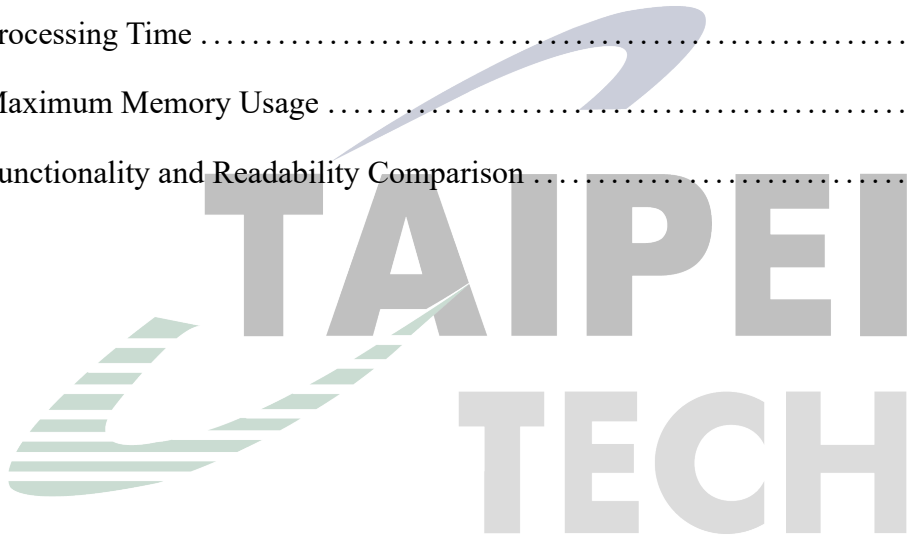 rocessing Time ........................................................
Maximum Memory Usage ............................................
unctionality and Readability Comparison ............................
TAIPEI
TECH